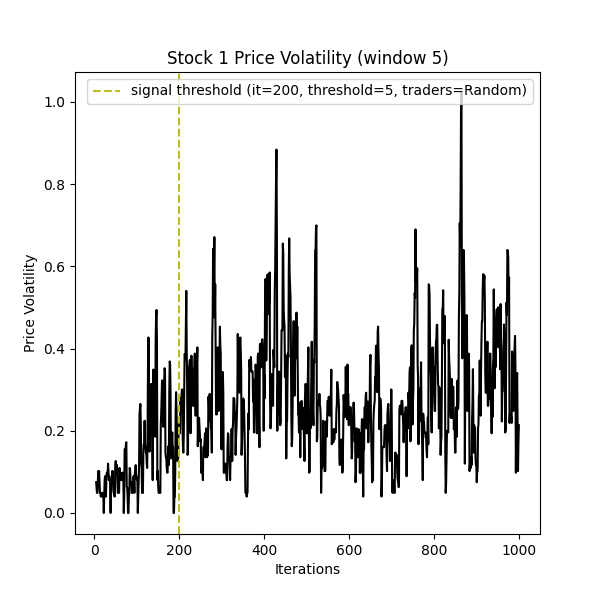 Stock 1 Price Volatility (window 5)
signal threshold (it=200, threshold=5, traders=Random)
1.0
0.8
0.6
0.4
0.2
0.0
Price Volatility
0 200 400 600 800 1000
Iterations